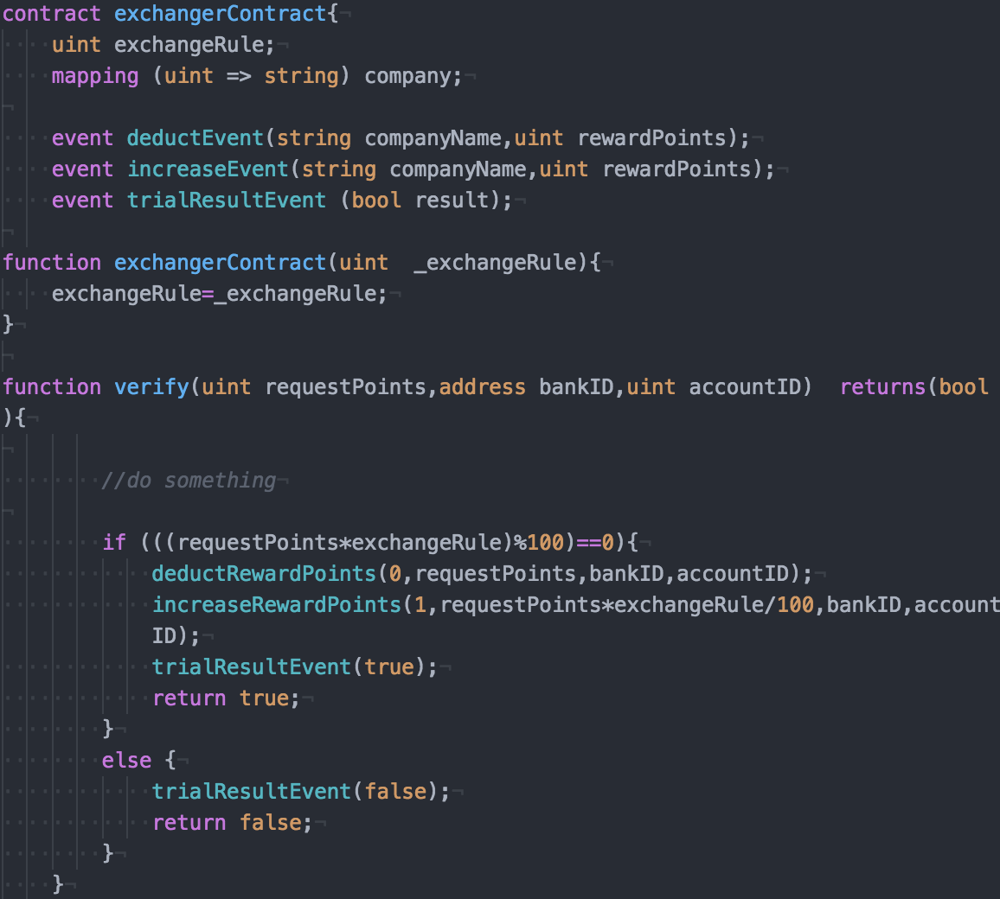 contract exchangerContract{
    uint exchangeRule;
    mapping (uint => string) company;

    event deductEvent(string companyName,uint rewardPoints);
    event increaseEvent(string companyName,uint rewardPoints);
    event trialResultEvent (bool result);

function exchangerContract(uint  _exchangeRule){
    exchangeRule=_exchangeRule;
}

function verify(uint requestPoints,address bankID,uint accountID)  returns(bool
){

        //do something

        if (((requestPoints*exchangeRule)%100)==0){
            deductRewardPoints(0,requestPoints,bankID,accountID);
            increaseRewardPoints(1,requestPoints*exchangeRule/100,bankID,account
            ID);
            trialResultEvent(true);
            return true;
        }
        else {
            trialResultEvent(false);
            return false;
        }
    }